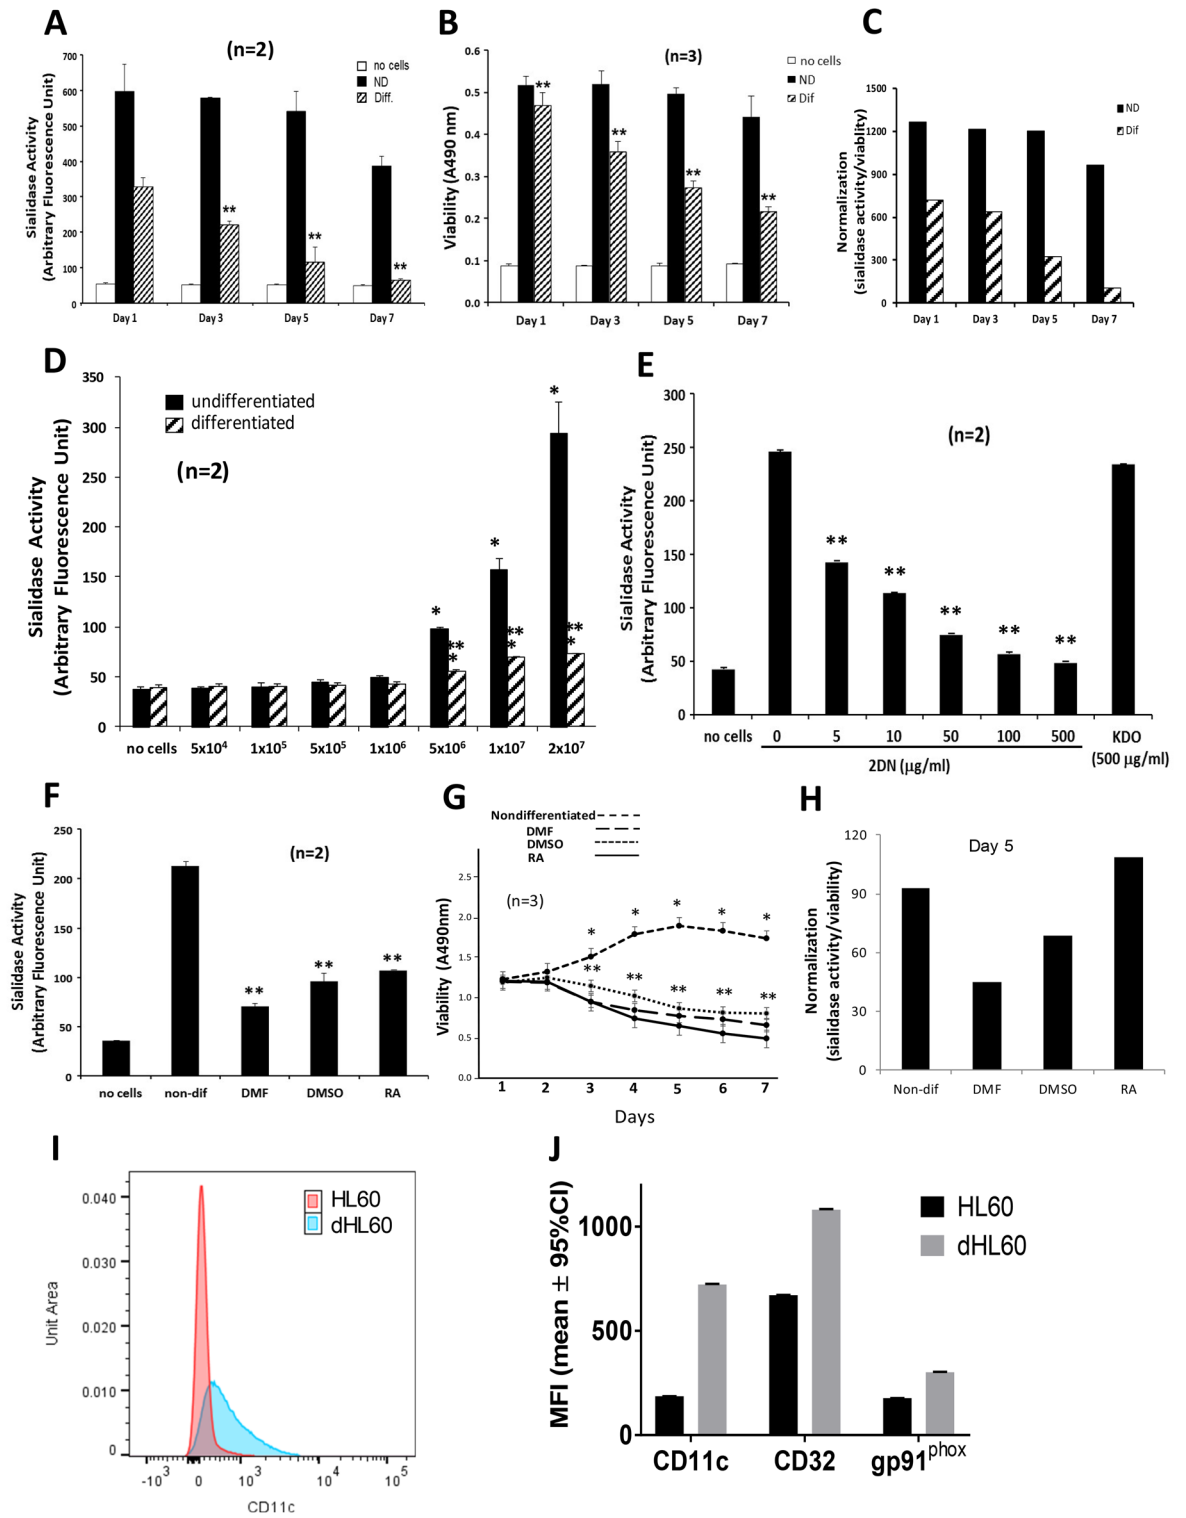 A
(n=2)
Sialidase Activity
(Arbitrary Fluorescence Unit)
700
600
500
400
300
200
100
0
no cells
ND
Diff.
**
**
**
Day 1
Day 3
Day 5
Day 7
B
(n=3)
Viability (A490 nm)
0.6
0.5
0.4
0.3
0.2
0.1
0.0
no cells
ND
Dif
**
**
**
**
Day 1
Day 3
Day 5
Day 7
C
Normalization
(sialidase activity/viablity)
1500
1200
900
600
300
0
ND
Dif
Day 1
Day 3
Day 5
Day 7
D
Sialidase Activity
(Arbitrary Fluorescence Unit)
350
300
250
200
150
100
50
0
undifferentiated
differentiated
(n=2)
*
**
*
*
**
*
*
**
*
no cells
5x10⁴
1x10⁵
5x10⁵
1x10⁶
5x10⁶
1x10⁷
2x10⁷
E
Sialidase Activity
(Arbitrary Fluorescence Unit)
300
250
200
150
100
50
0
(n=2)
**
**
**
**
**
no cells
0
5
10
50
100
500
KDO
2DN (µg/ml)
(500 µg/ml)
F
Sialidase Activity
(Arbitrary Fluorescence Unit)
250
200
150
100
50
0
(n=2)
**
**
**
no cells
non-dif
DMF
DMSO
RA
G
Nondifferentiated
DMF
DMSO
RA
Viability (A490nm)
2.5
2.0
1.5
1.0
0.5
0.0
(n=3)
*
*
*
*
*
**
**
**
**
**
1
2
3
4
5
6
7
Days
H
Normalization
(sialidase activity/viability)
120
90
60
30
0
Day 5
Non-dif
DMF
DMSO
RA
I
Unit Area
0.040
0.030
0.020
0.010
0
HL60
dHL60
-10³
0
10³
10⁴
10⁵
CD11c
J
MFI (mean ± 95%CI)
1000
500
0
HL60
dHL60
CD11c
CD32
gp91phox